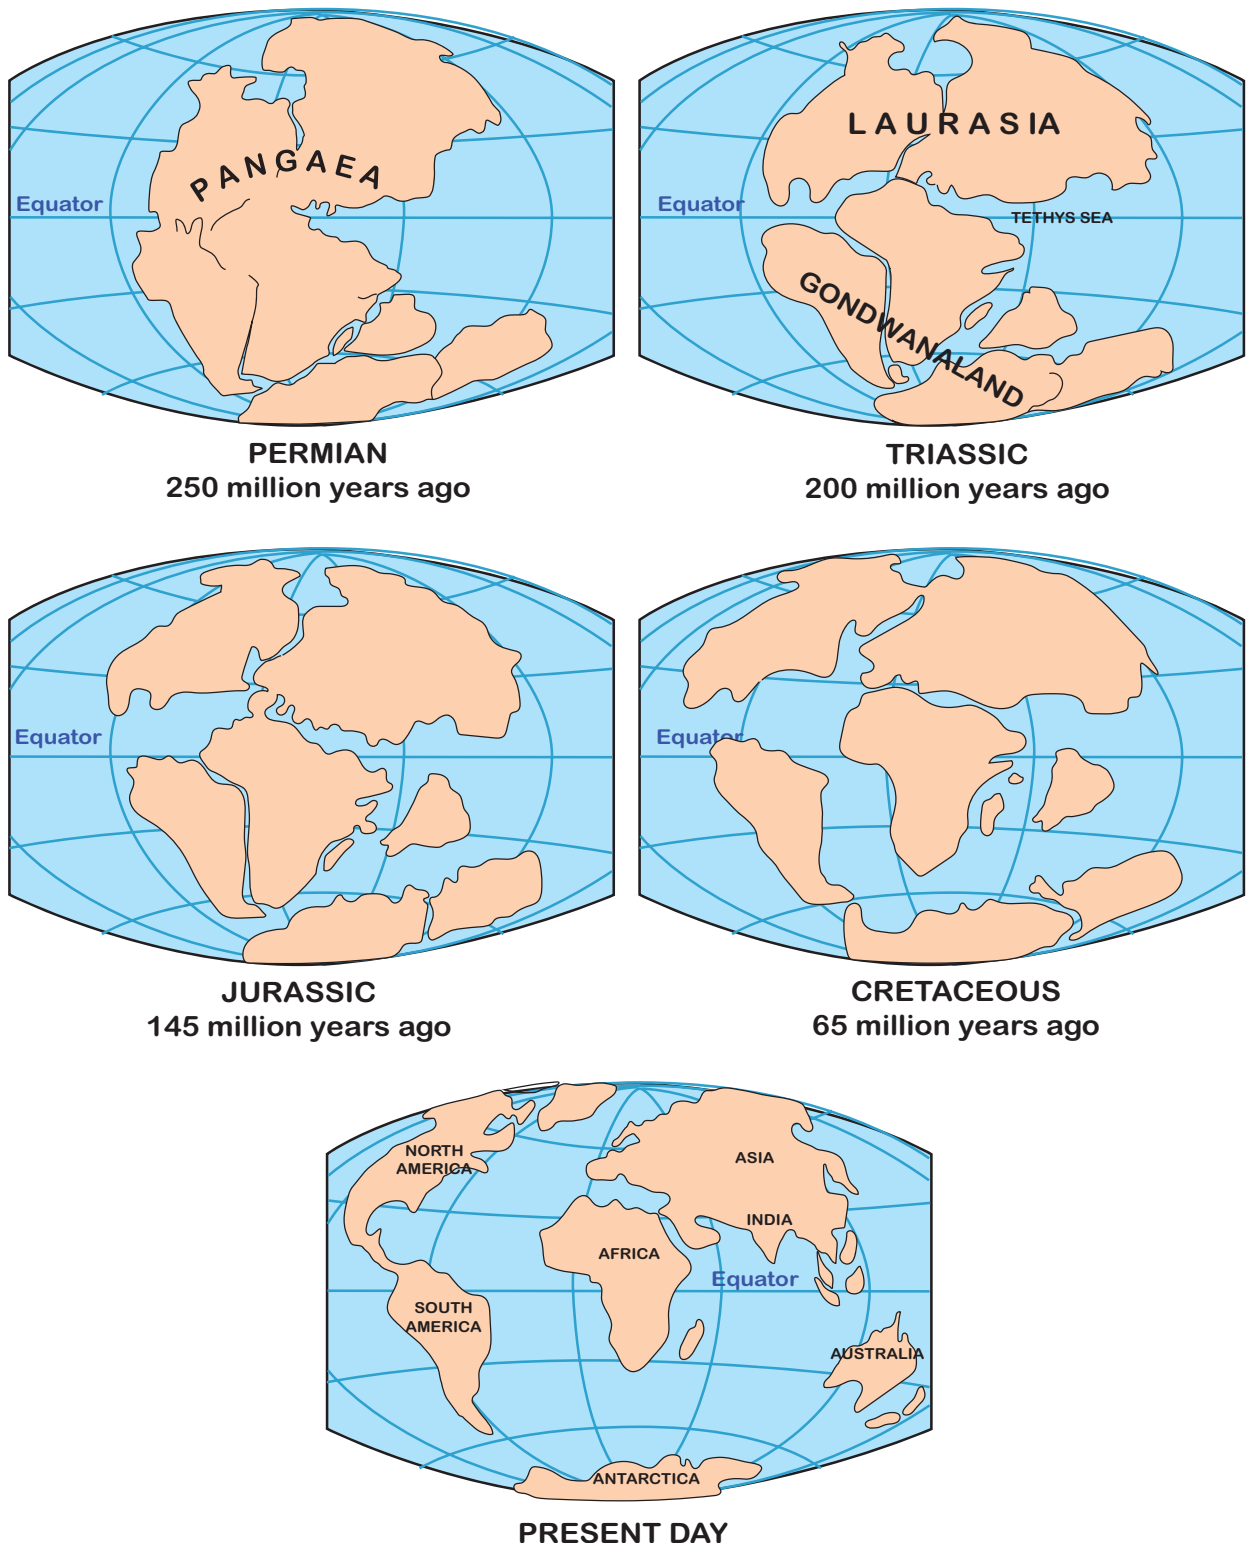 PANGAEA
Equator
PERMIAN
250 million years ago
LAURASIA
Equator
TETHYS SEA
GONDWANALAND
TRIASSIC
200 million years ago
Equator
JURASSIC
145 million years ago
Equator
CRETACEOUS
65 million years ago
NORTH
AMERICA
ASIA
INDIA
AFRICA
Equator
SOUTH
AMERICA
AUSTRALIA
ANTARCTICA
PRESENT DAY